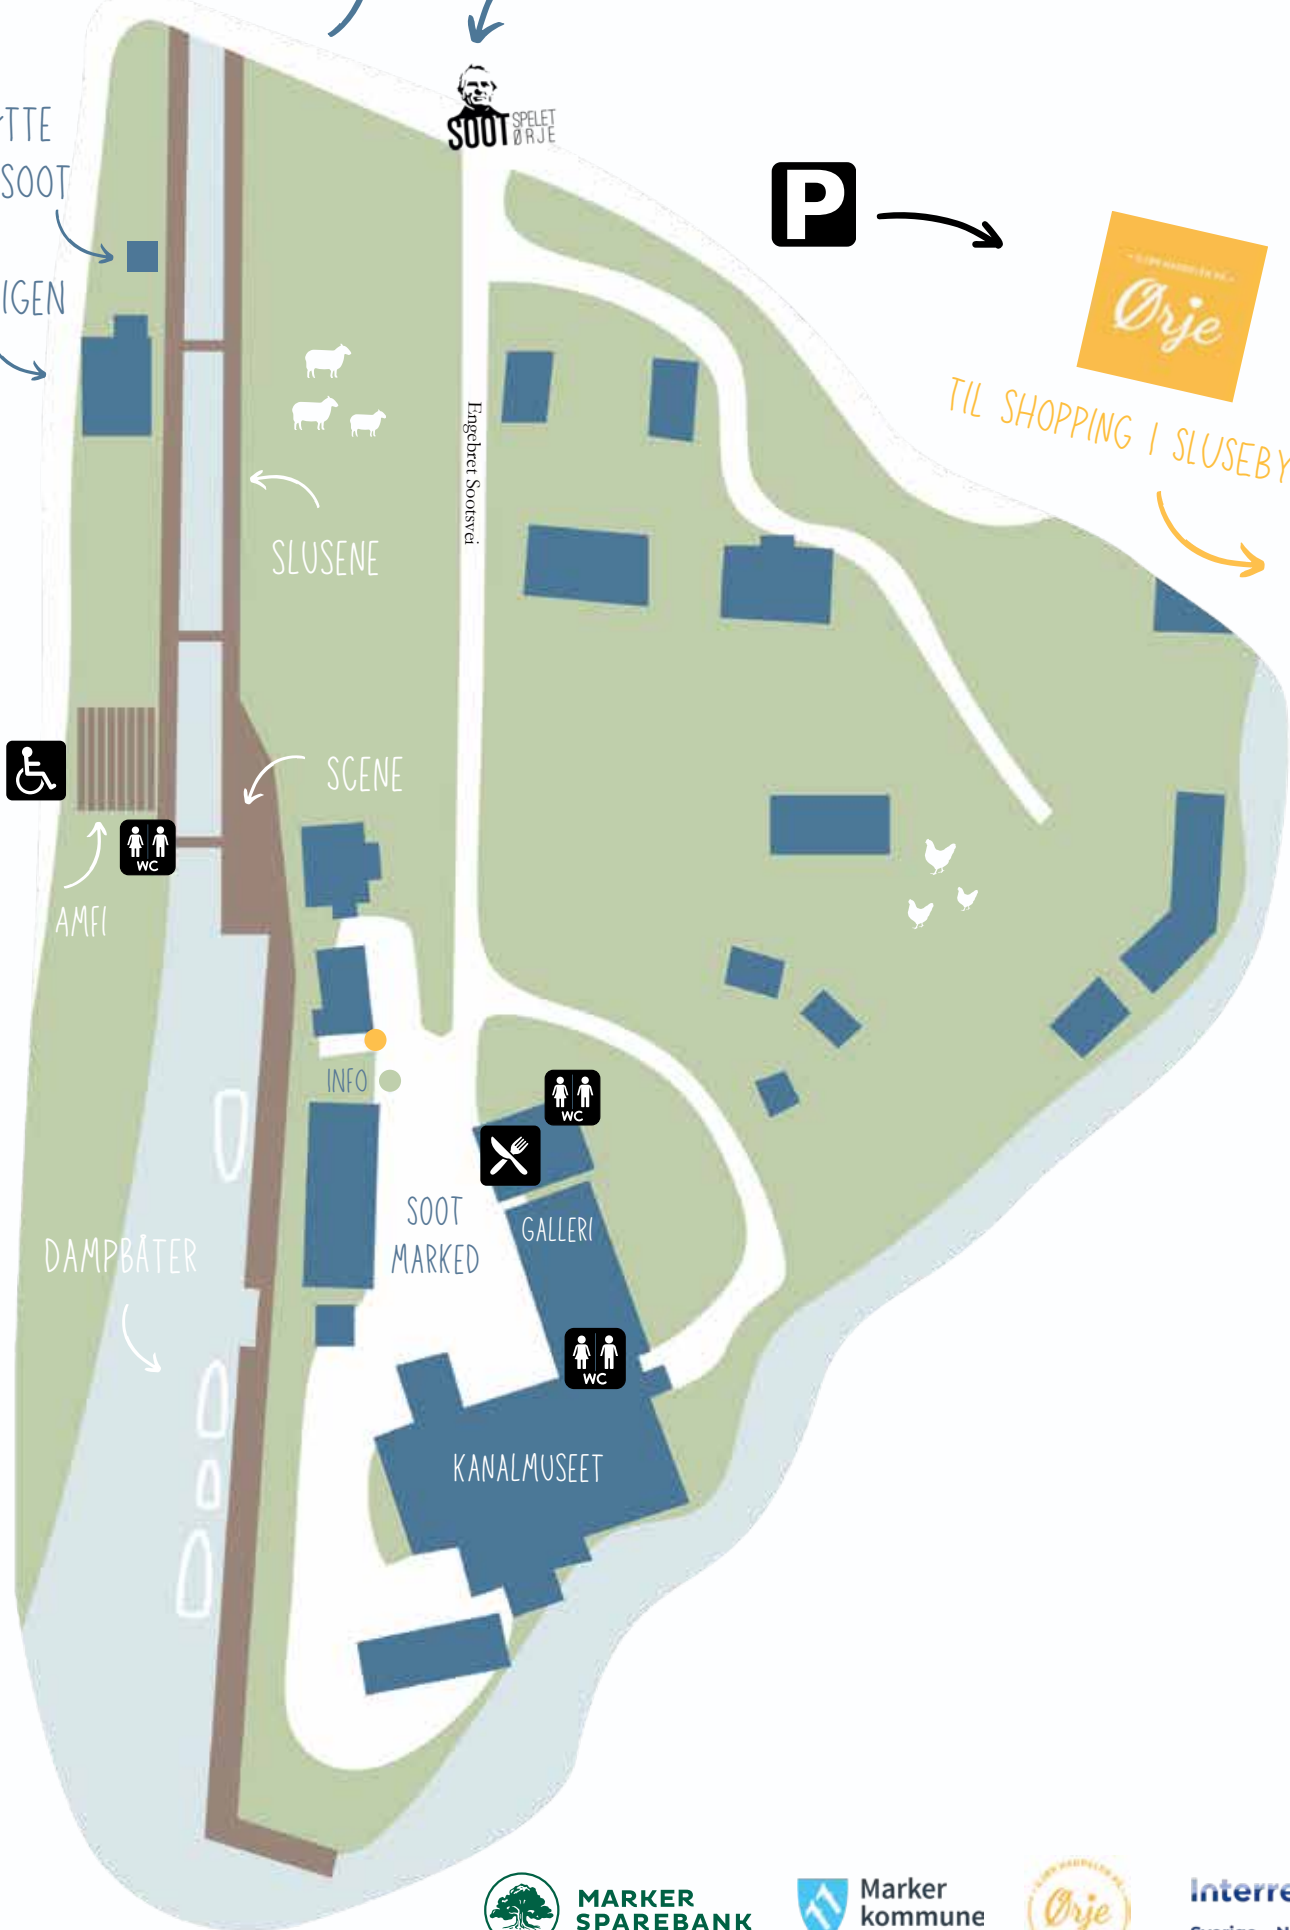 SOOT SPELET
ØRJE
TTE
SOOT
P
IGEN
Ørje
TIL SHOPPING I SLUSEBY
Engebret Sootsvei
SLUSENE
SCENE
WC
AMFI
INFO
WC
SOOT
MARKED
GALLERI
DAMPBÅTER
WC
KANALMUSEET
MARKER
SPAREBANK
Marker
kommune
Ørje
Interre